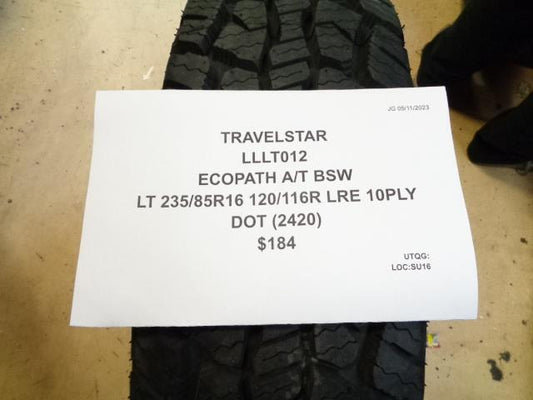 JG 05/11/2023
TRAVELSTAR
LLLT012
ECOPATH A/T BSW
LT 235/85R16 120/116R LRE 10PLY
DOT (2420)
$184
UTQG:
LOC:SU16